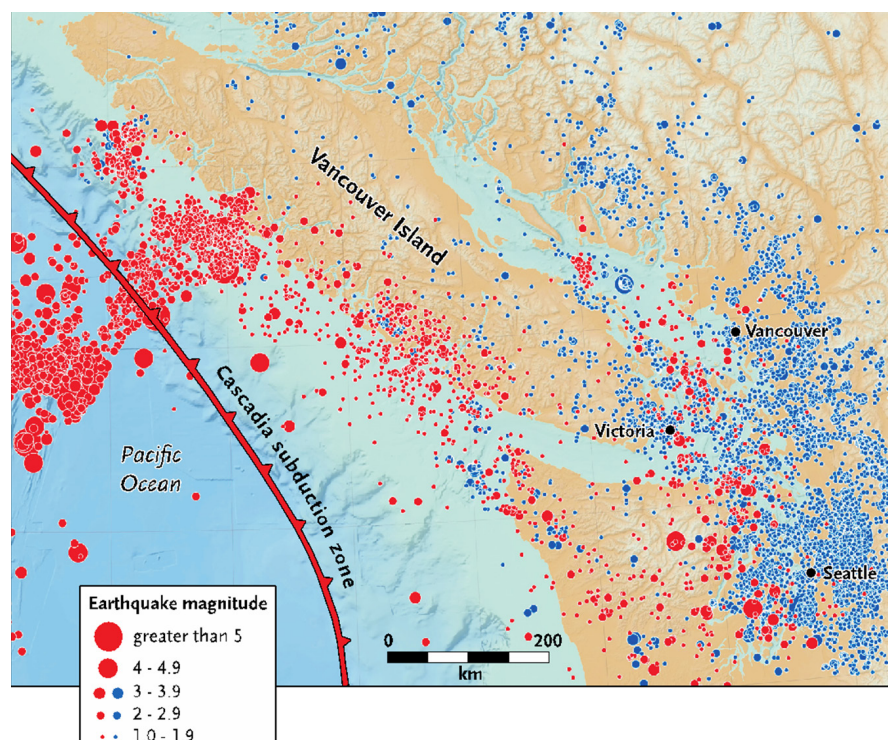 Vancouver Island
Vancouver
Cascadia subduction zone
Victoria
Pacific
Ocean
Seattle
Earthquake magnitude
greater than 5
4 - 4.9
3 - 3.9
2 - 2.9
1.0 - 1.9
0 200
km